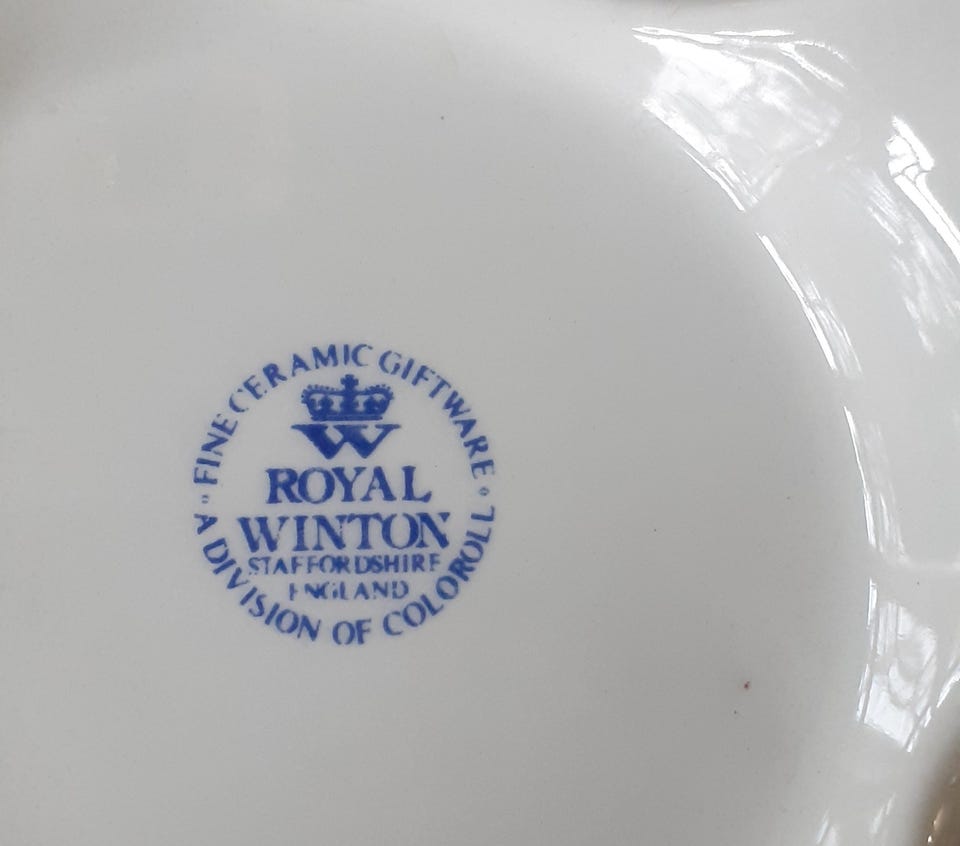 FINE CERAMIC GIFTWARE
W
ROYAL
WINTON
STAFFORDSHIRE
ENGLAND
A DIVISION OF COLOROLL